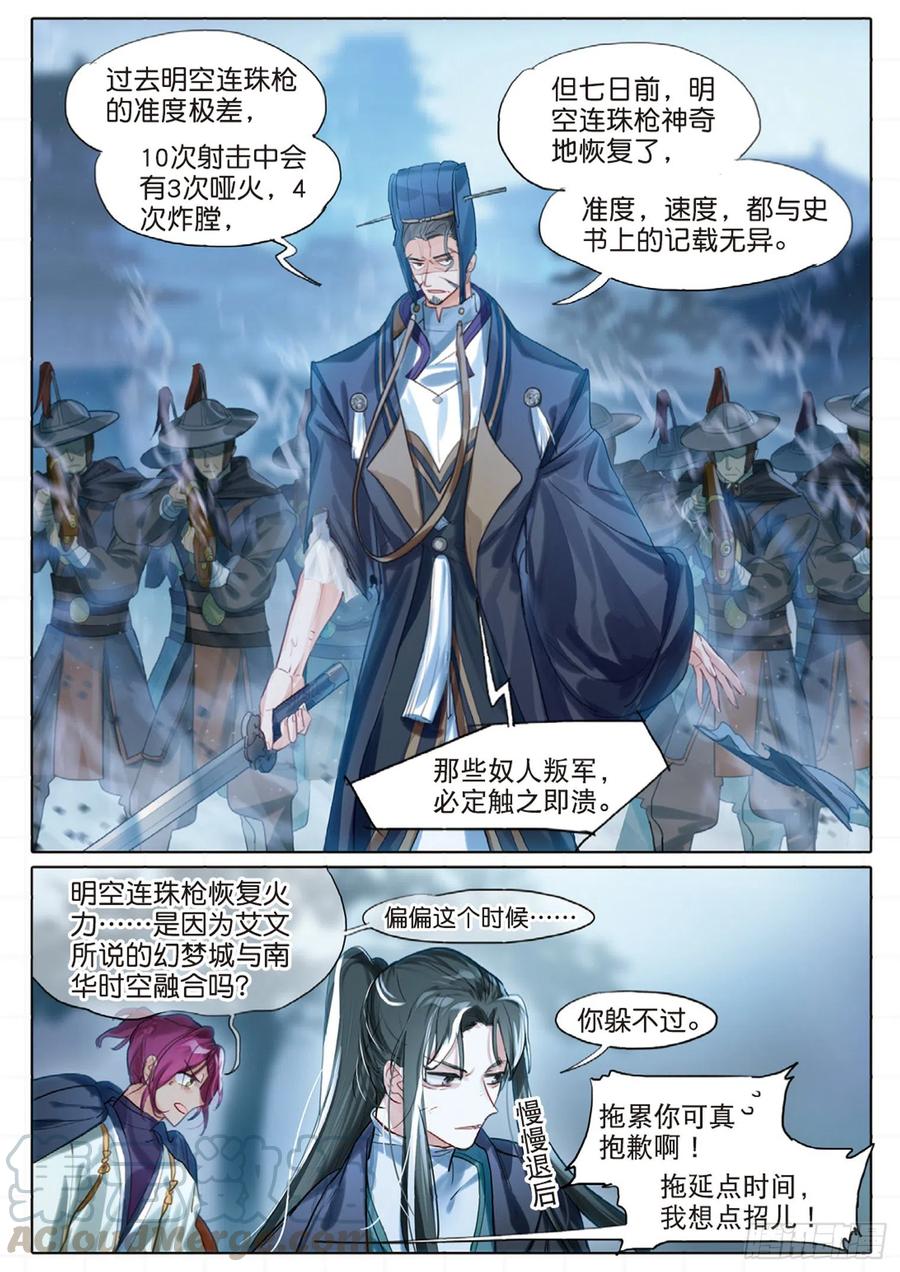 过去明空连珠枪
的准度极差，
10次射击中会
有3次哑火，4
次炸膛，
但七日前，明
空连珠枪神奇
地恢复了，
准度，速度，都与史
书上的记载无异。
那些奴人叛军，
必定触之即溃。
明空连珠枪恢复火
力……是因为艾文
所说的幻梦城与南
华时空融合吗？
偏偏这个时候……
你躲不过。
慢慢退后
拖累你可真
抱歉啊！
拖延点时间，
我想点招儿！
AcloudMerge.com